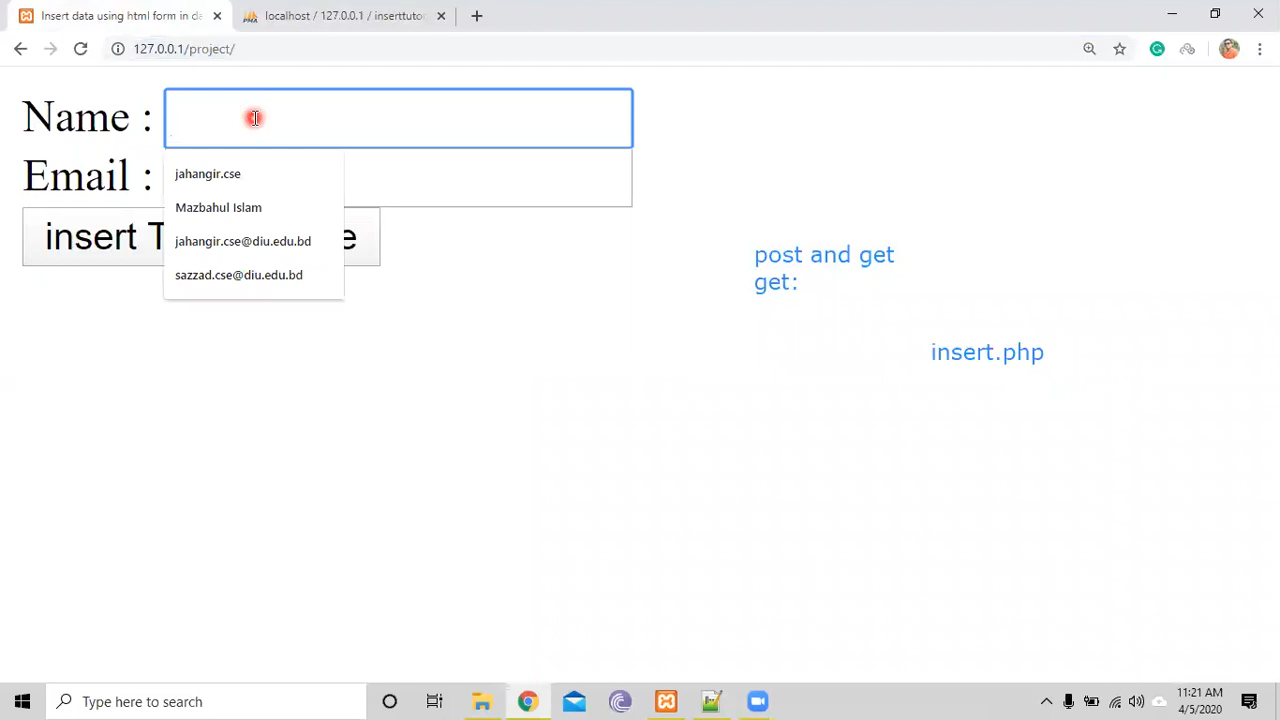 Insert data using html form in da
localhost / 127.0.0.1 / inserttutor
127.0.0.1/project/
Name :
Email :
jahangir.cse
Mazbahul Islam
jahangir.cse@diu.edu.bd
sazzad.cse@diu.edu.bd
insert T
e
post and get
get:
insert.php
Type here to search
11:21 AM
4/5/2020